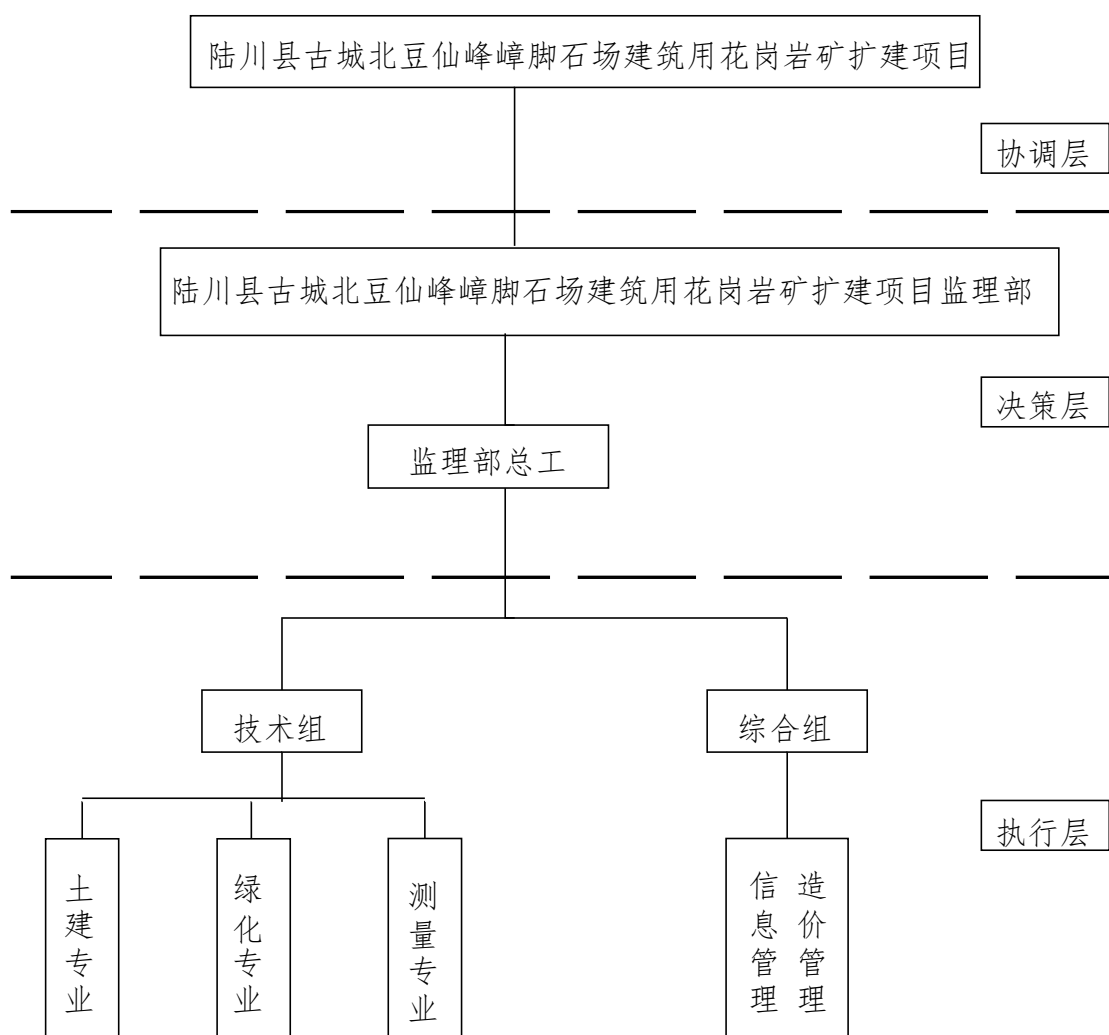 陆川县古城北豆仙峰嶂脚石场建筑用花岗岩矿扩建项目
协调层
陆川县古城北豆仙峰嶂脚石场建筑用花岗岩矿扩建项目监理部
决策层
监理部总工
技术组
综合组
执行层
土建专业
绿化专业
测量专业
信息管理
造价管理